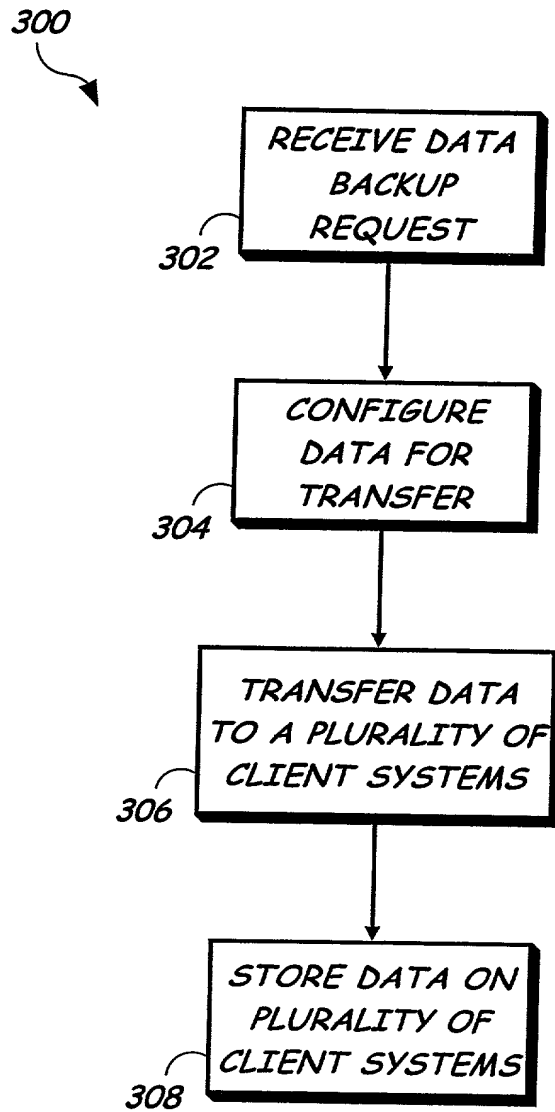 300
RECEIVE DATA
BACKUP
REQUEST
302
CONFIGURE
DATA FOR
TRANSFER
304
TRANSFER DATA
TO A PLURALITY OF
CLIENT SYSTEMS
306
STORE DATA ON
PLURALITY OF
CLIENT SYSTEMS
308